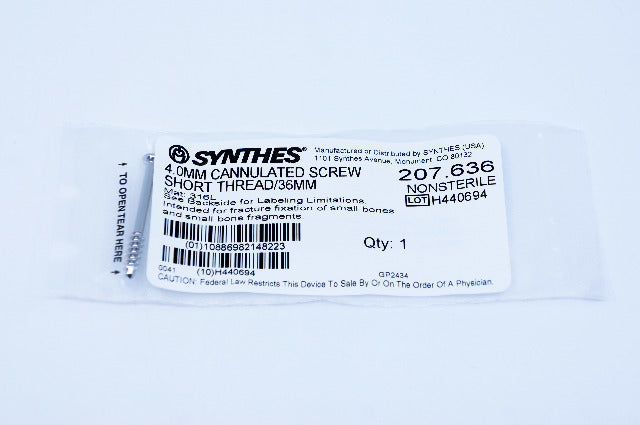 SYNTHES®
Manufactured or Distributed by SYNTHES (USA)
1101 Synthes Avenue, Monument, CO 80132
4.0MM CANNULATED SCREW
SHORT THREAD/36MM
207.636
NONSTERILE
LOT H440694
Mat: 316L
See Backside for Labeling Limitations.
Intended for fracture fixation of small bones
and small bone fragments.
(01)10886982148223
Qty: 1
(10)H440694
0041
GP2434
CAUTION: Federal Law Restricts This Device To Sale By Or On The Order Of A Physician.
TO OPEN TEAR HERE